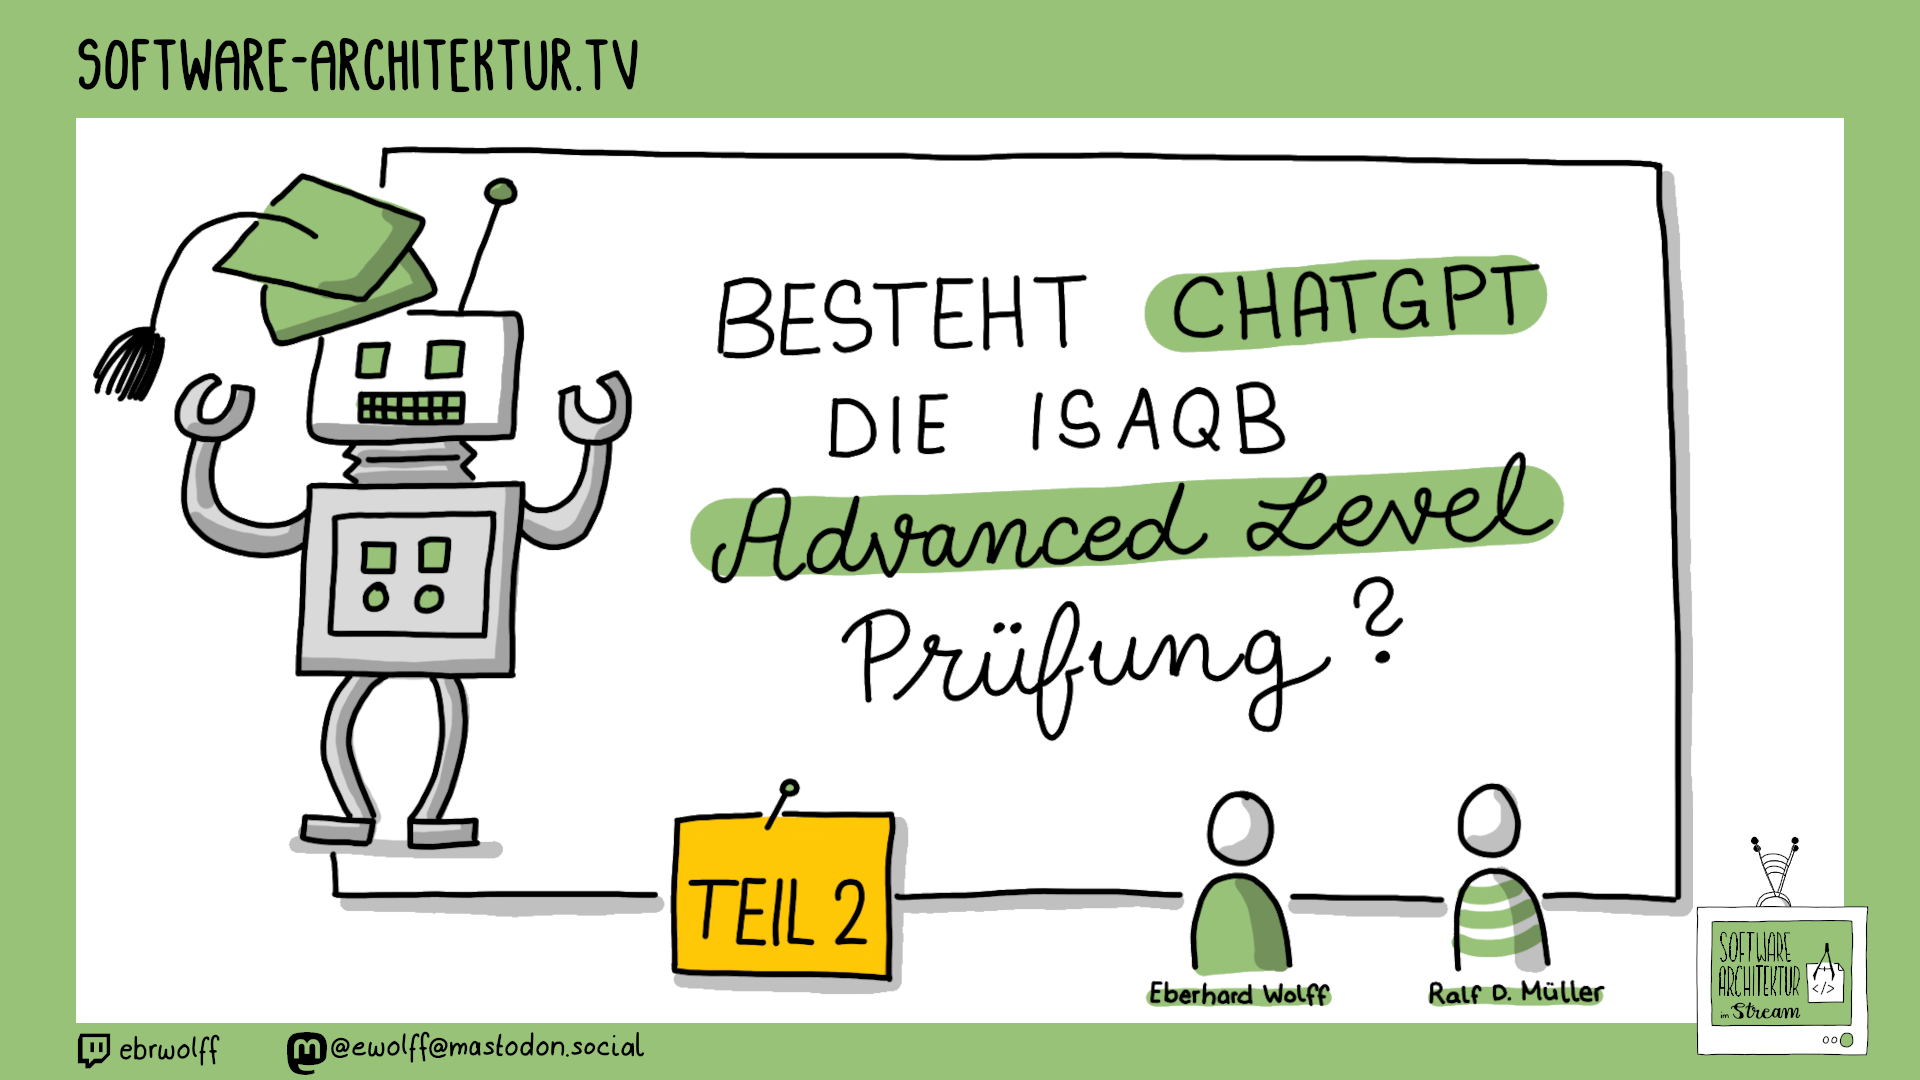 SOFTWARE-ARCHITEKTUR.TV
BESTEHT CHATGPT
DIE ISAQB
Advanced Level
Prüfung?
TEIL 2
Eberhard Wolff
Ralf D. Müller
SOFTWARE
ARCHITEKTUR
</>
im Stream
ebrwolff
@ewolff@mastodon.social